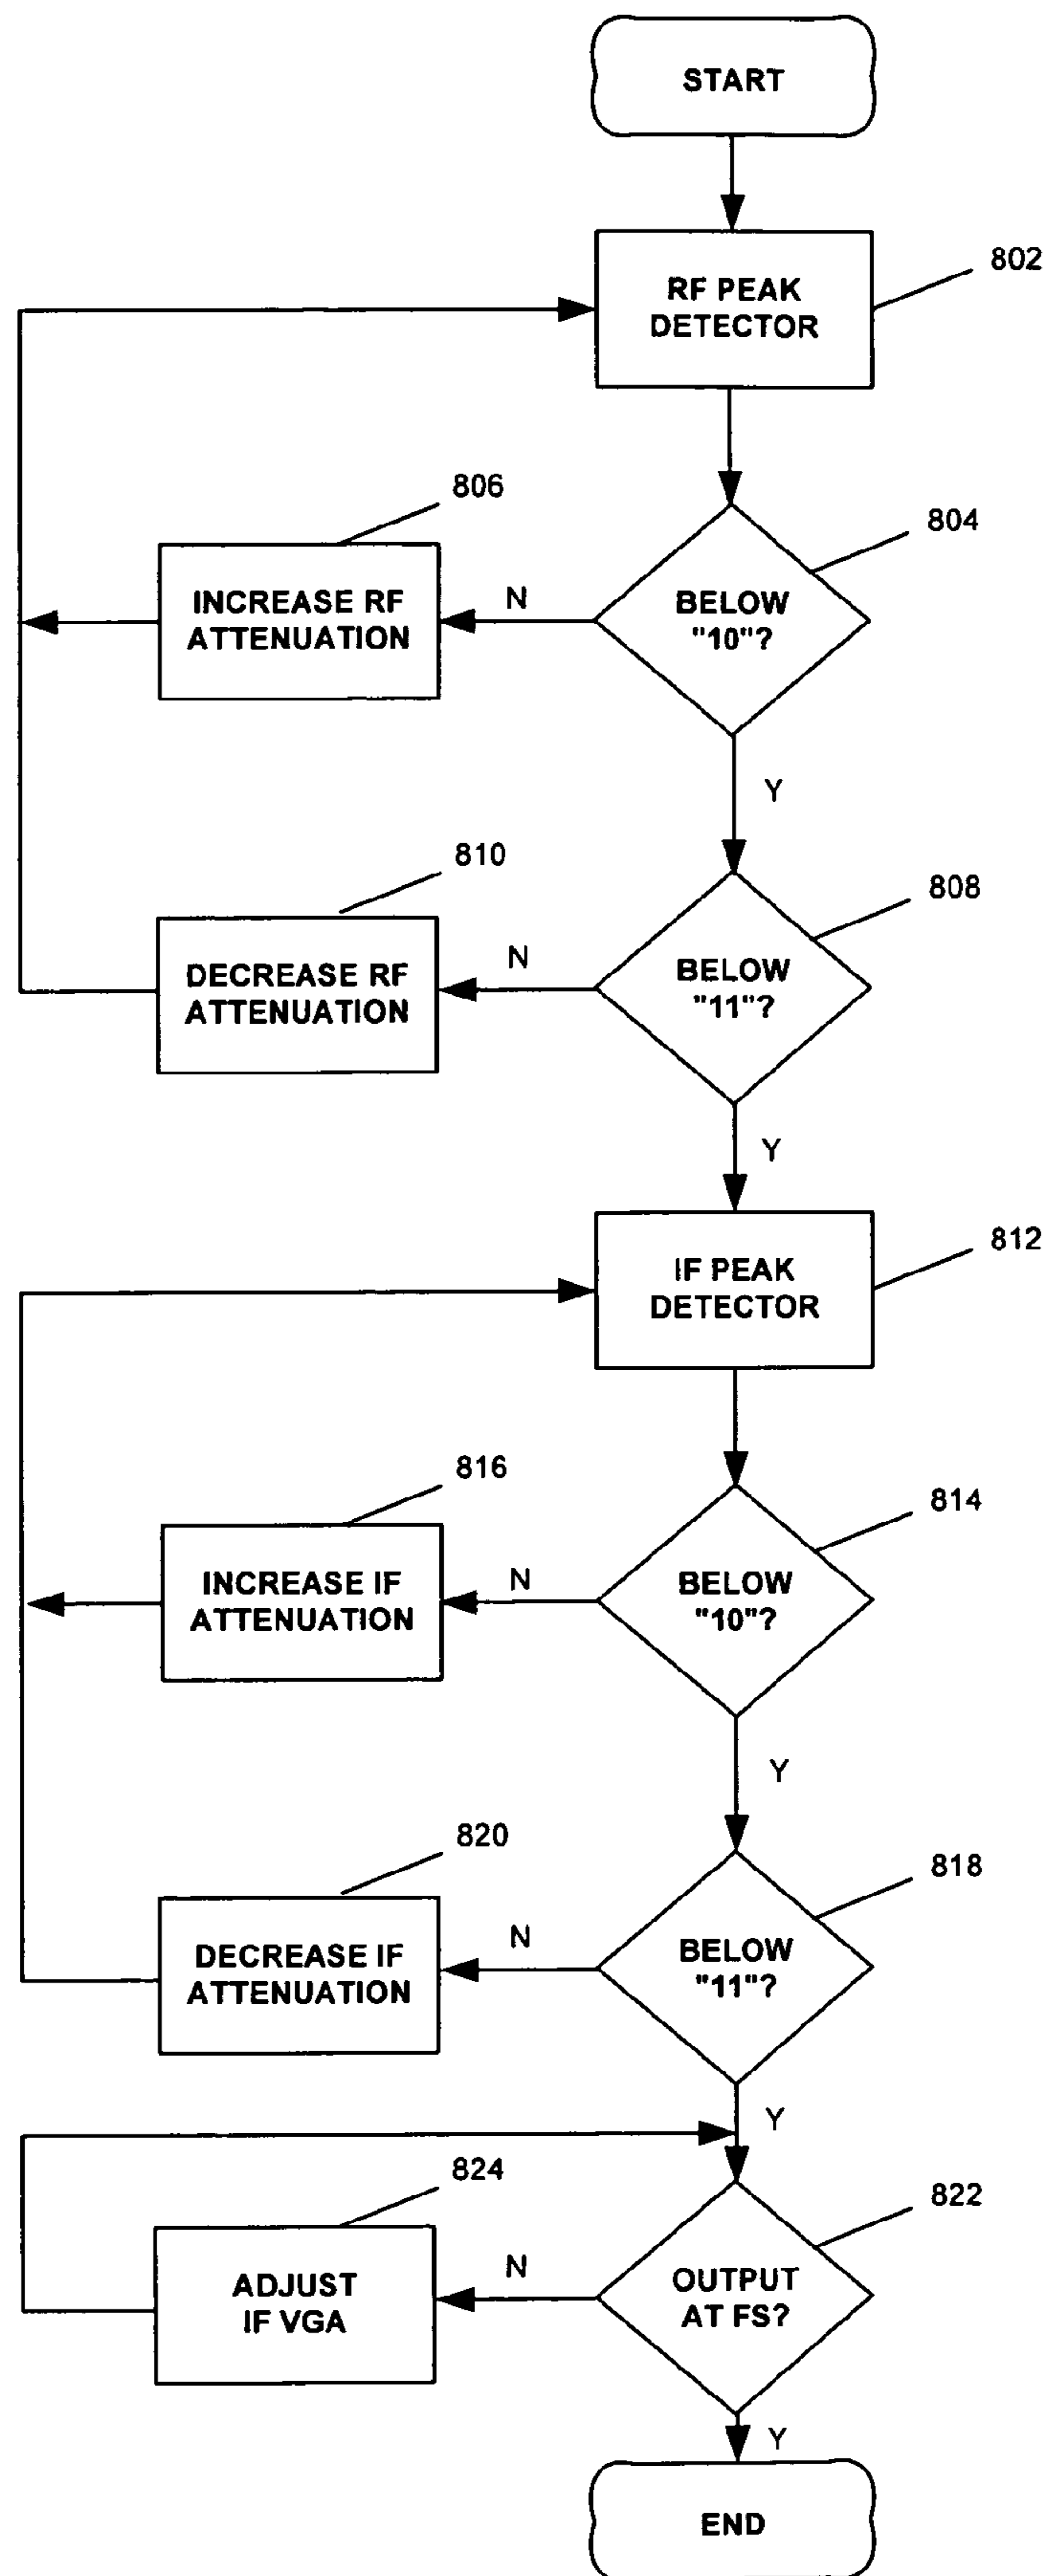 START
802
RF PEAK
DETECTOR
806
804
INCREASE RF
ATTENUATION
N
BELOW
"10"?
Y
810
808
DECREASE RF
ATTENUATION
N
BELOW
"11"?
Y
812
IF PEAK
DETECTOR
816
814
INCREASE IF
ATTENUATION
N
BELOW
"10"?
Y
820
818
DECREASE IF
ATTENUATION
N
BELOW
"11"?
Y
824
822
ADJUST
IF VGA
N
OUTPUT
AT FS?
Y
END